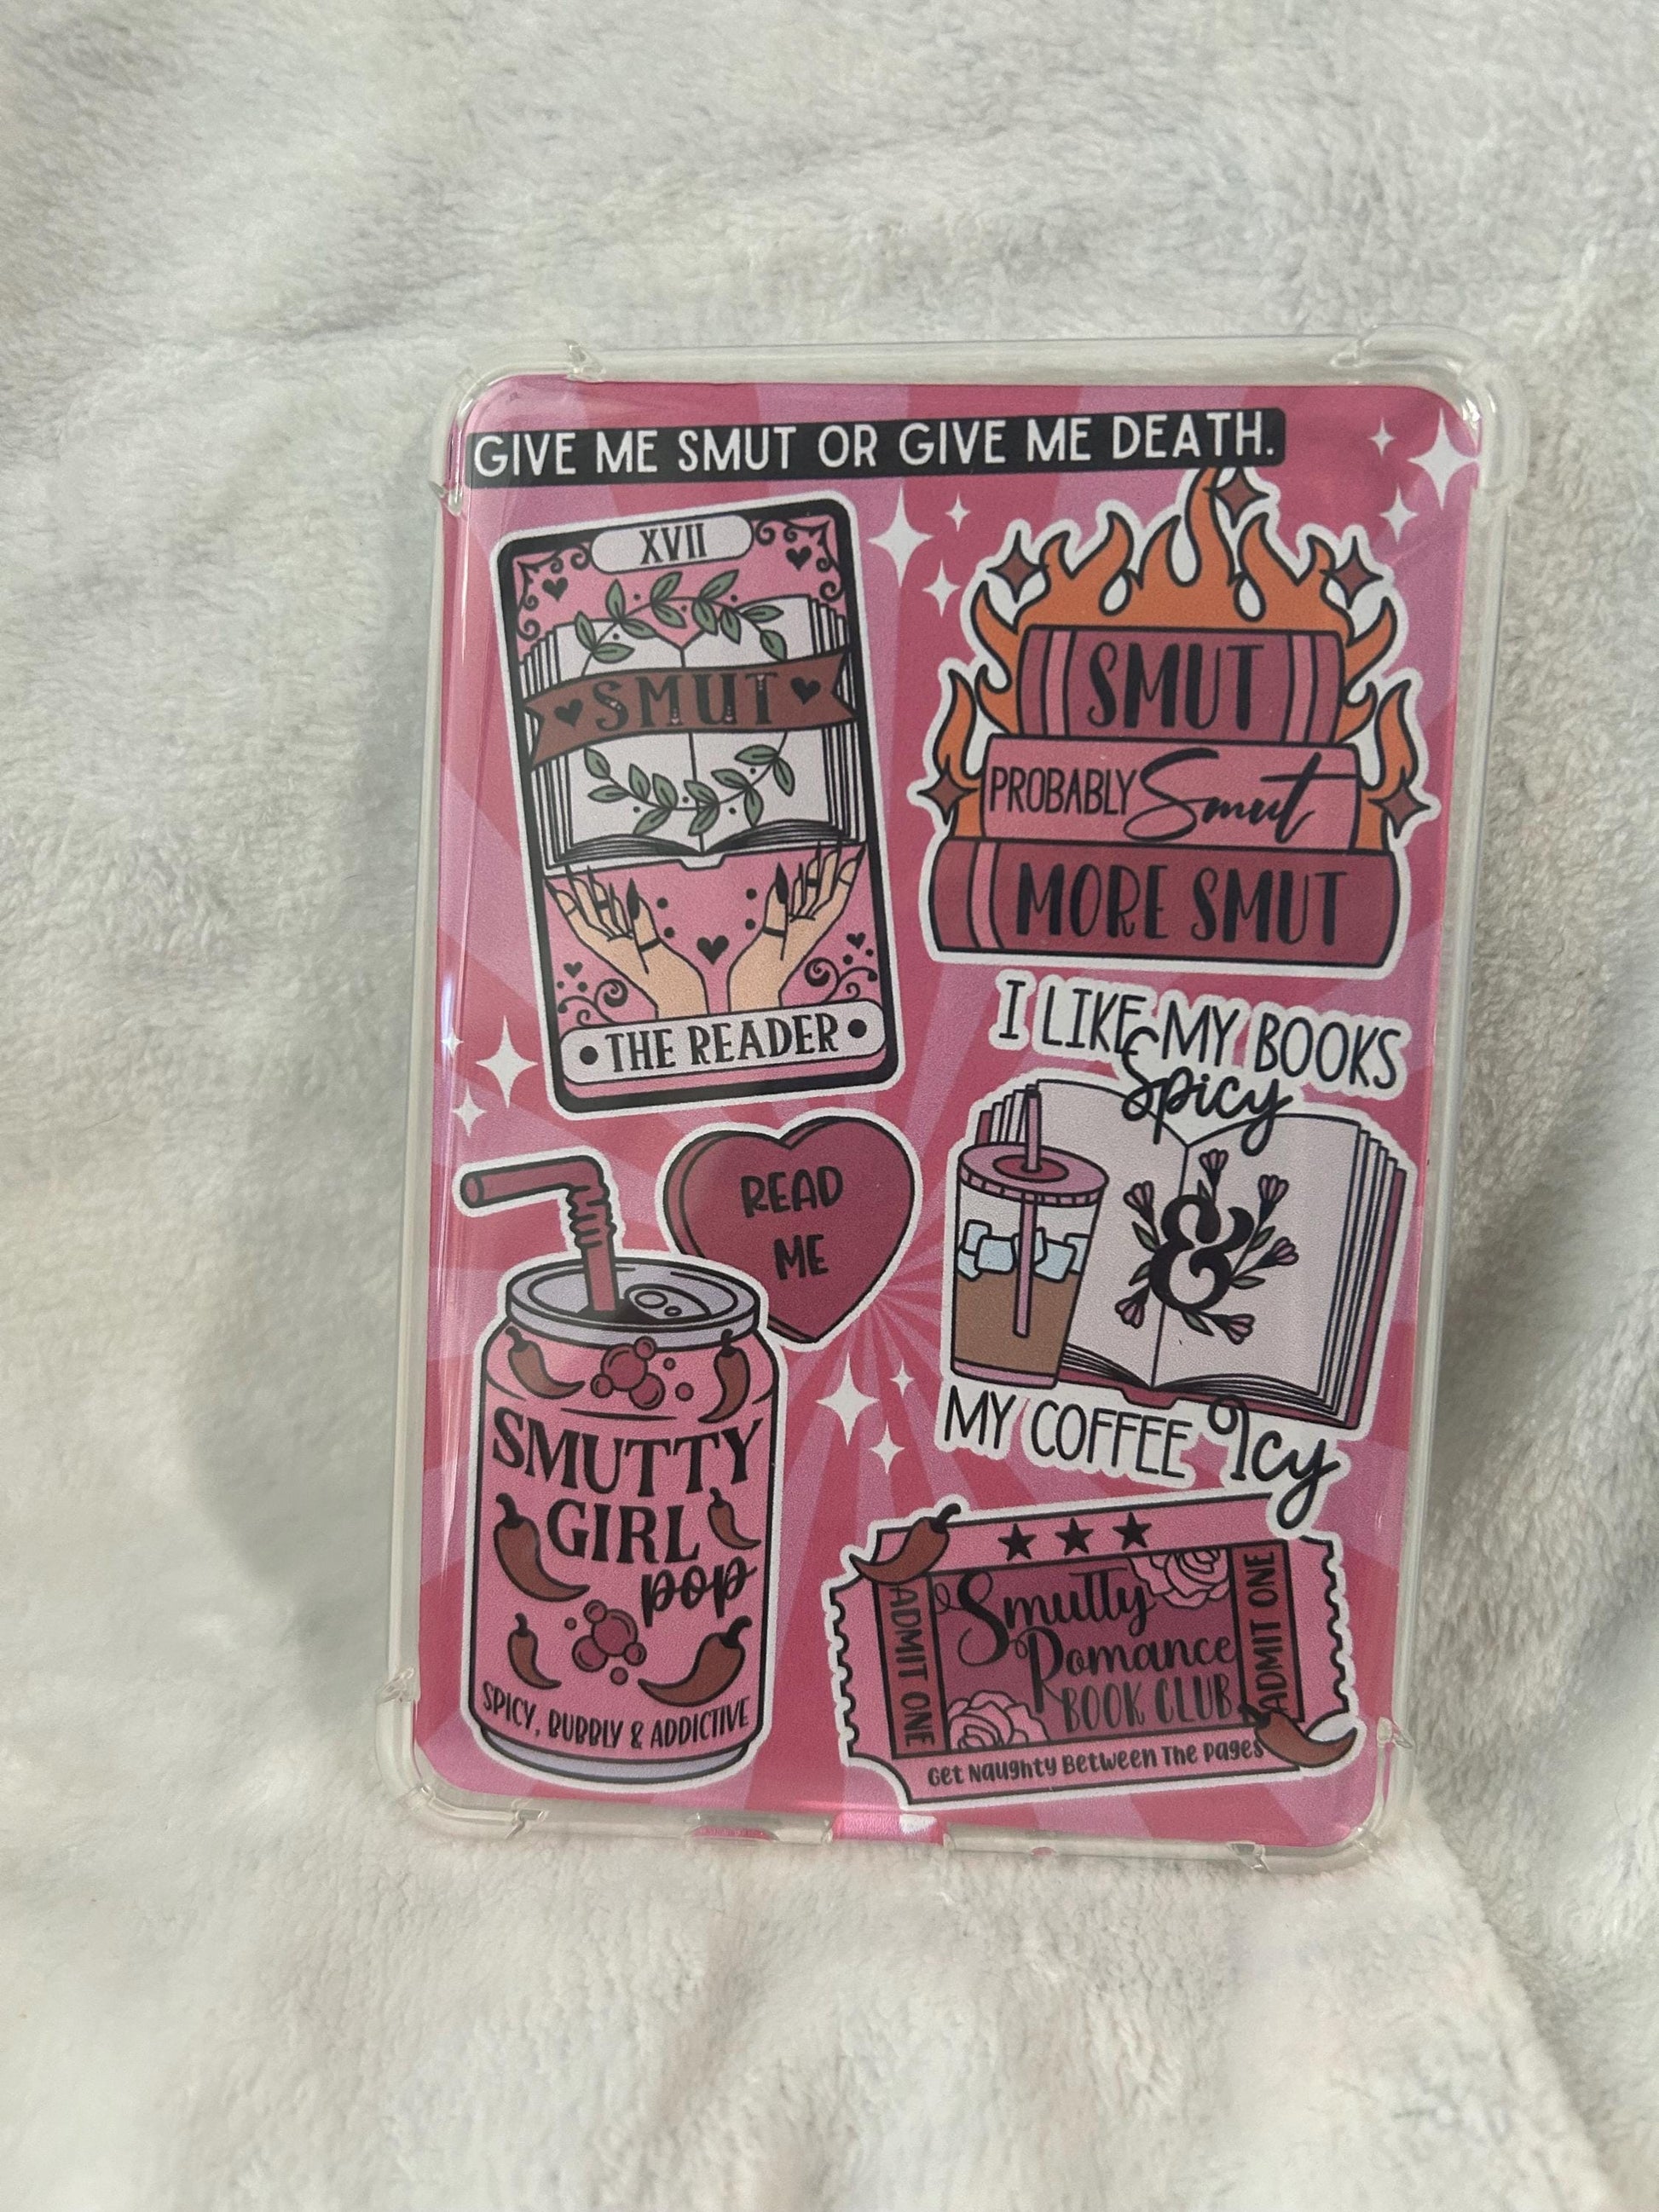 GIVE ME SMUT OR GIVE ME DEATH.
XVII
SMUT
THE READER
SMUT
PROBABLY Smut
MORE SMUT
I LIKE MY BOOKS
Spicy
&
MY COFFEE Icy
READ
ME
SMUTTY
GIRL
pop
SPICY, BUBBLY & ADDICTIVE
ADMIT ONE
Smutty
Romance
BOOK CLUB
ADMIT ONE
Get Naughty Between The Pages